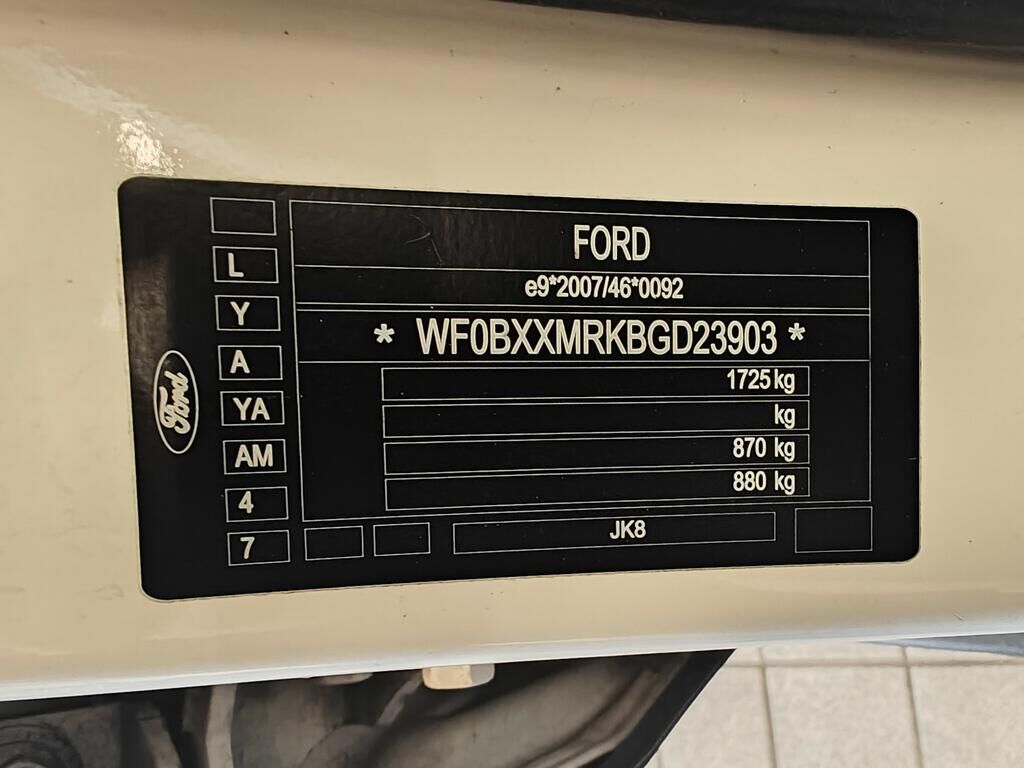 FORD
e9*2007/46*0092
* WF0BXXMRKBGD23903 *
1725 kg
kg
870 kg
880 kg
JK8
L
Y
A
YA
AM
4
7
Ford